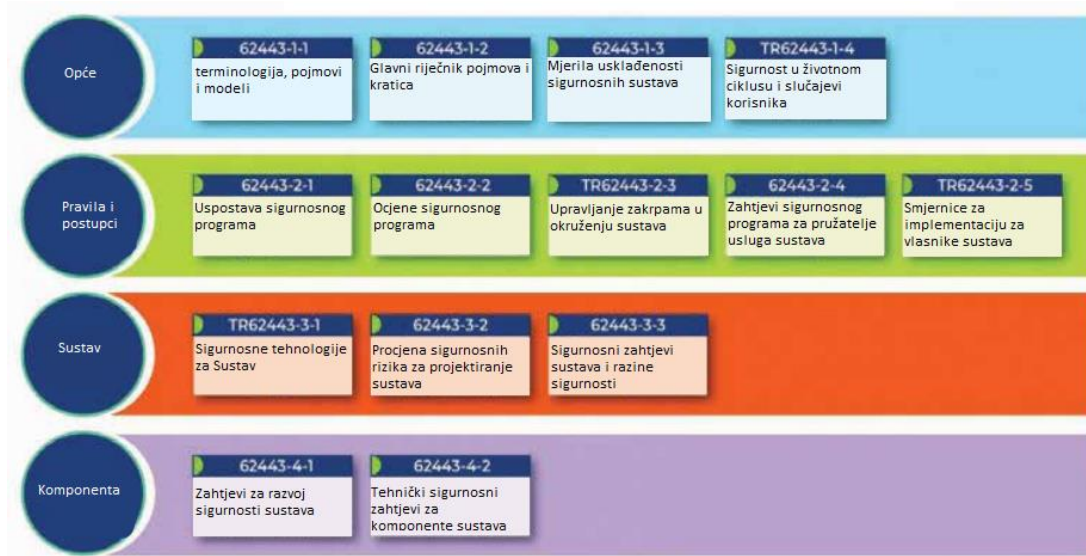 Opće
62443-1-1
terminologija, pojmovi
i modeli
62443-1-2
Glavni riječnik pojmova i
kratica
62443-1-3
Mjerila usklađenosti
sigurnosnih sustava
TR62443-1-4
Sigurnost u životnom
ciklusu i slučajevi
korisnika
Pravila i
postupci
62443-2-1
Uspostava sigurnosnog
programa
62443-2-2
Ocjene sigurnosnog
programa
TR62443-2-3
Upravljanje zakrpama u
okruženju sustava
62443-2-4
Zahtjevi sigurnosnog
programa za pružatelje
usluga sustava
TR62443-2-5
Smjernice za
implementaciju za
vlasnike sustava
Sustav
TR62443-3-1
Sigurnosne tehnologije
za Sustav
62443-3-2
Procjena sigurnosnih
rizika za projektiranje
sustava
62443-3-3
Sigurnosni zahtjevi
sustava i razine
sigurnosti
Komponenta
62443-4-1
Zahtjevi za razvoj
sigurnosti sustava
62443-4-2
Tehnički sigurnosni
zahtjevi za
komponente sustava